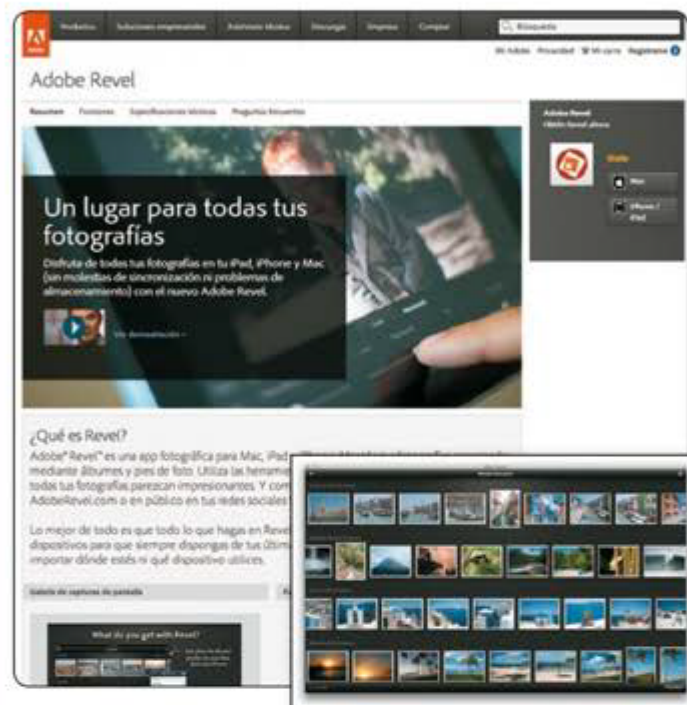 Productos Soluciones empresariales Asistencia técnica Descargas Empresa Comprar
Búsqueda
Mi Adobe Privacidad Mi carro Registrarse
Adobe Revel
Resumen Funciones Especificaciones técnicas Preguntas frecuentes
Adobe Revel
Obtén Revel ahora
Gratis
Mac
iPhone /
iPad
Un lugar para todas tus
fotografías
Disfruta de todas tus fotografías en tu iPad, iPhone y Mac
(sin molestias de sincronización ni problemas de
almacenamiento) con el nuevo Adobe Revel.
Ver demostración
¿Qué es Revel?
Adobe® Revel™ es una app fotográfica para Mac, iPad
mediante álbumes y pies de foto. Utiliza las
todas tus fotografías parezcan impresionantes. Y
AdobeRevel.com o en público en tus redes sociales
Lo mejor de todo es que todo lo que hagas en
dispositivos para que siempre dispongas de tus
importar dónde estés ni qué dispositivo utilices.
Galería de capturas de pantalla
What do you get with Revel?